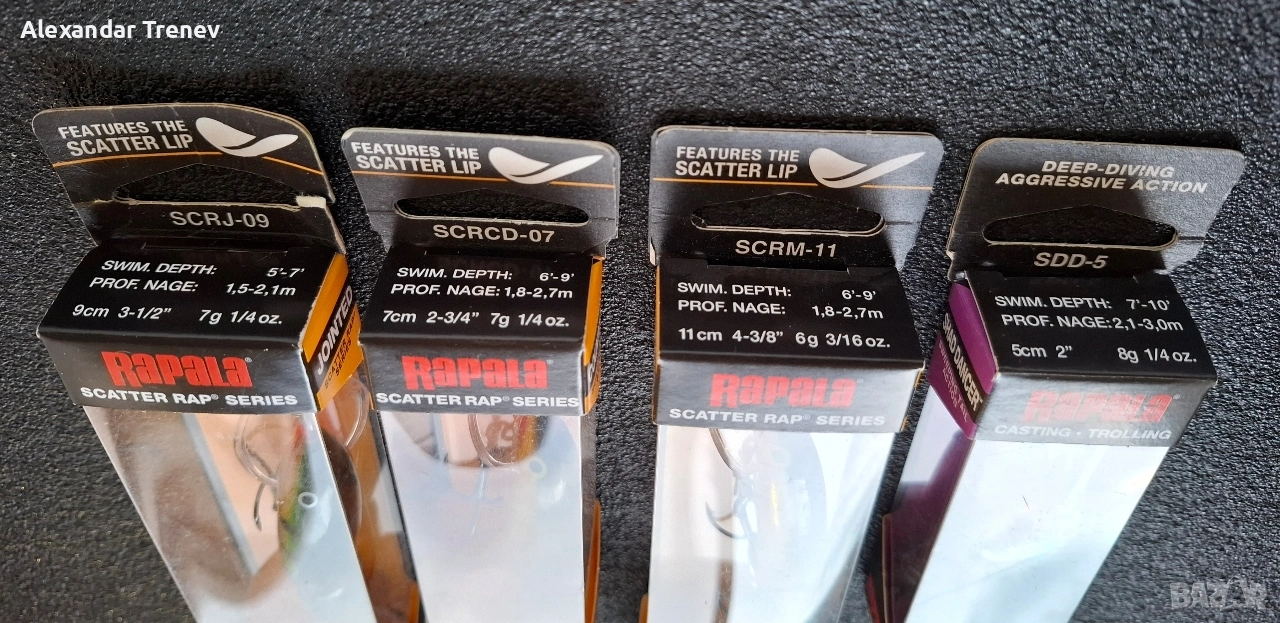 Alexandar Trenev
FEATURES THE
SCATTER LIP
SCRJ-09
SWIM. DEPTH: 5'-7'
PROF. NAGE: 1,5-2,1m
9cm 3-1/2" 7g 1/4 oz.
Rapala®
SCATTER RAP® SERIES
JOINTED
FEATURES THE
SCATTER LIP
SCRCD-07
SWIM. DEPTH: 6'-9'
PROF. NAGE: 1,8-2,7m
7cm 2-3/4" 7g 1/4 oz.
Rapala®
SCATTER RAP® SERIES
FEATURES THE
SCATTER LIP
SCRM-11
SWIM. DEPTH: 6'-9'
PROF. NAGE: 1,8-2,7m
11cm 4-3/8" 6g 3/16 oz.
Rapala®
SCATTER RAP® SERIES
DEEP-DIVING
AGGRESSIVE ACTION
SDD-5
SWIM. DEPTH: 7'-10'
PROF. NAGE: 2,1-3,0m
5cm 2" 8g 1/4 oz.
Rapala®
CASTING - TROLLING
SHAD DANCER®
BAZAR